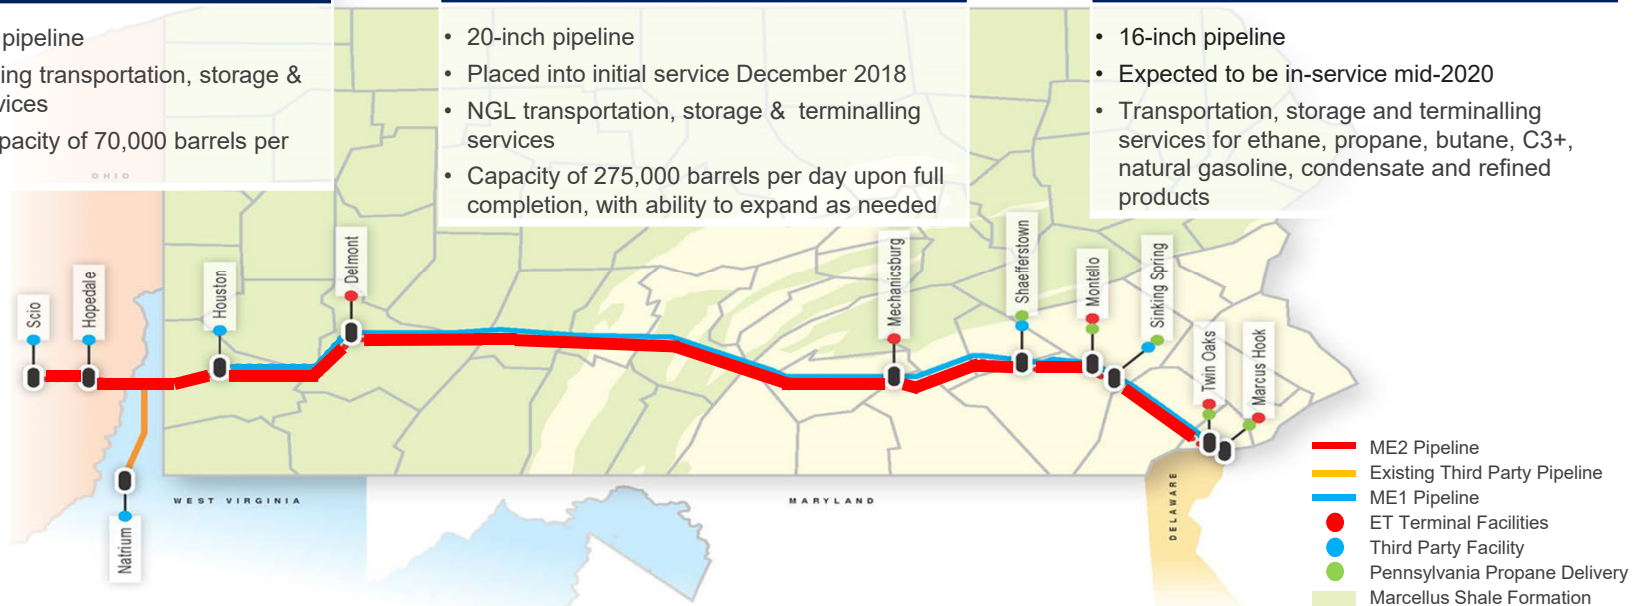 pipeline
ing transportation, storage &
vices
pacity of 70,000 barrels per
• 20-inch pipeline
• Placed into initial service December 2018
• NGL transportation, storage & terminalling
services
• Capacity of 275,000 barrels per day upon full
completion, with ability to expand as needed
• 16-inch pipeline
• Expected to be in-service mid-2020
• Transportation, storage and terminalling
services for ethane, propane, butane, C3+,
natural gasoline, condensate and refined
products
OHIO
Scio
Hopedale
Houston
Delmont
Mechanicsburg
Shaefferstown
Montello
Sinking Spring
Twin Oaks
Marcus Hook
Natrium
WEST VIRGINIA
MARYLAND
DELAWARE
ME2 Pipeline
Existing Third Party Pipeline
ME1 Pipeline
ET Terminal Facilities
Third Party Facility
Pennsylvania Propane Delivery
Marcellus Shale Formation